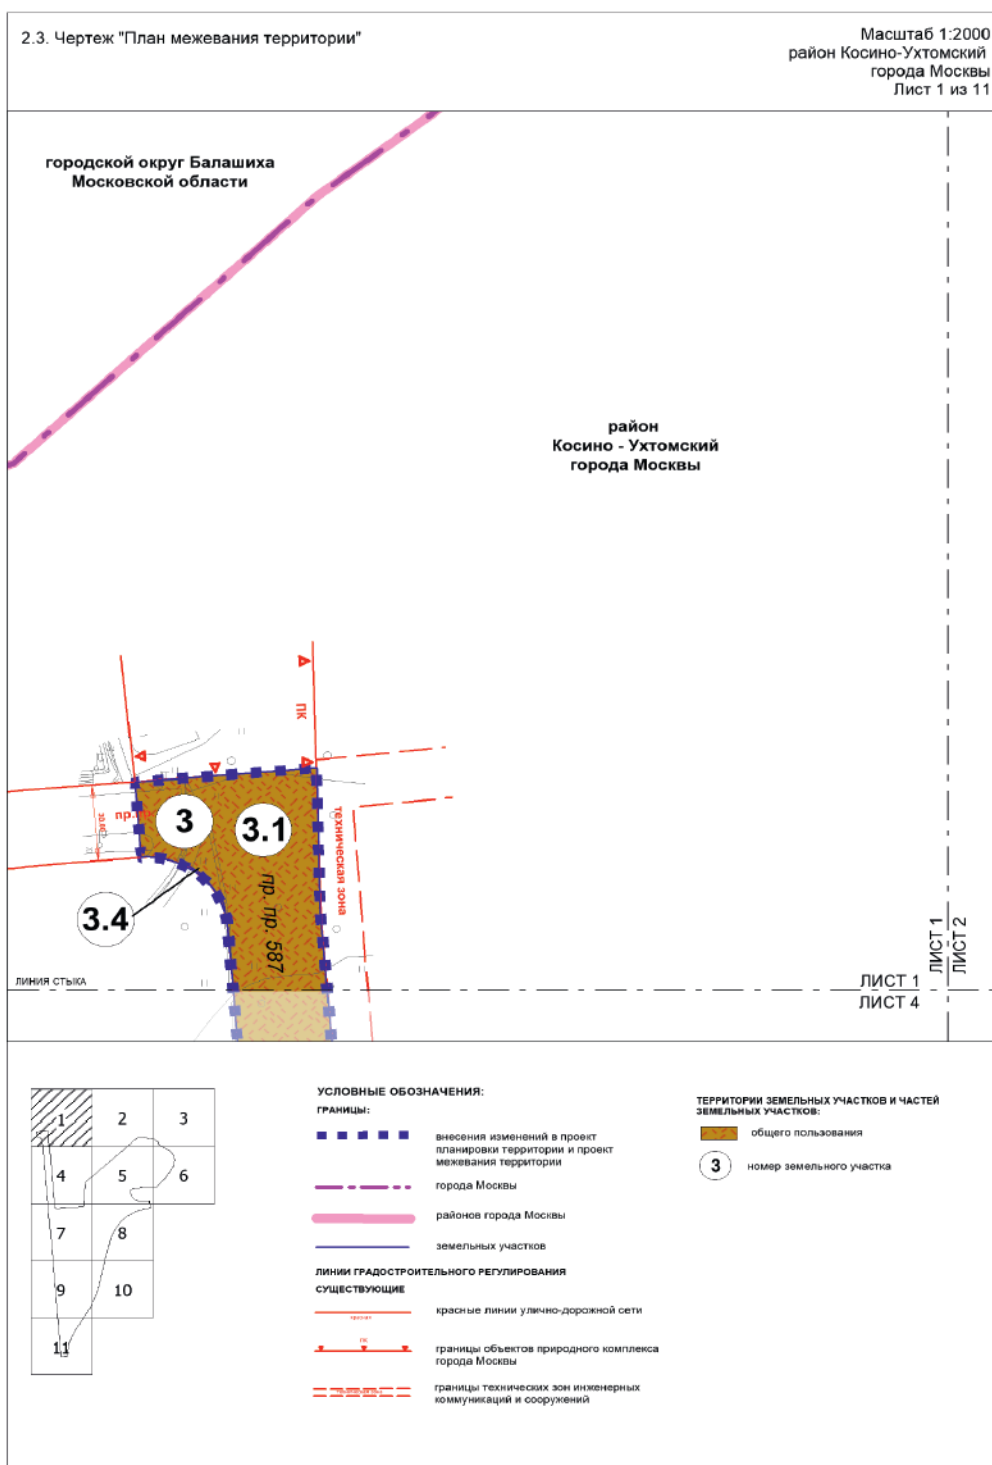 2.3. Чертеж "План межевания территории"
Масштаб 1:2000
район Косино-Ухтомский
города Москвы
Лист 1 из 11
городской округ Балашиха
Московской области
район
Косино - Ухтомский
города Москвы
ПК
пр.пр.
3
3.1
3.4
техническая зона
пр. пр. 587
ЛИНИЯ СТЫКА
ЛИСТ 1
ЛИСТ 4
ЛИСТ 1
ЛИСТ 2
1
2
3
4
5
6
7
8
9
10
11
УСЛОВНЫЕ ОБОЗНАЧЕНИЯ:
ГРАНИЦЫ:
внесения изменений в проект
планировки территории и проект
межевания территории
города Москвы
районов города Москвы
земельных участков
ЛИНИИ ГРАДОСТРОИТЕЛЬНОГО РЕГУЛИРОВАНИЯ
СУЩЕСТВУЮЩИЕ
красные линии улично-дорожной сети
ПК
границы объектов природного комплекса
города Москвы
границы технических зон инженерных
коммуникаций и сооружений
ТЕРРИТОРИИ ЗЕМЕЛЬНЫХ УЧАСТКОВ И ЧАСТЕЙ
ЗЕМЕЛЬНЫХ УЧАСТКОВ:
общего пользования
3
номер земельного участка